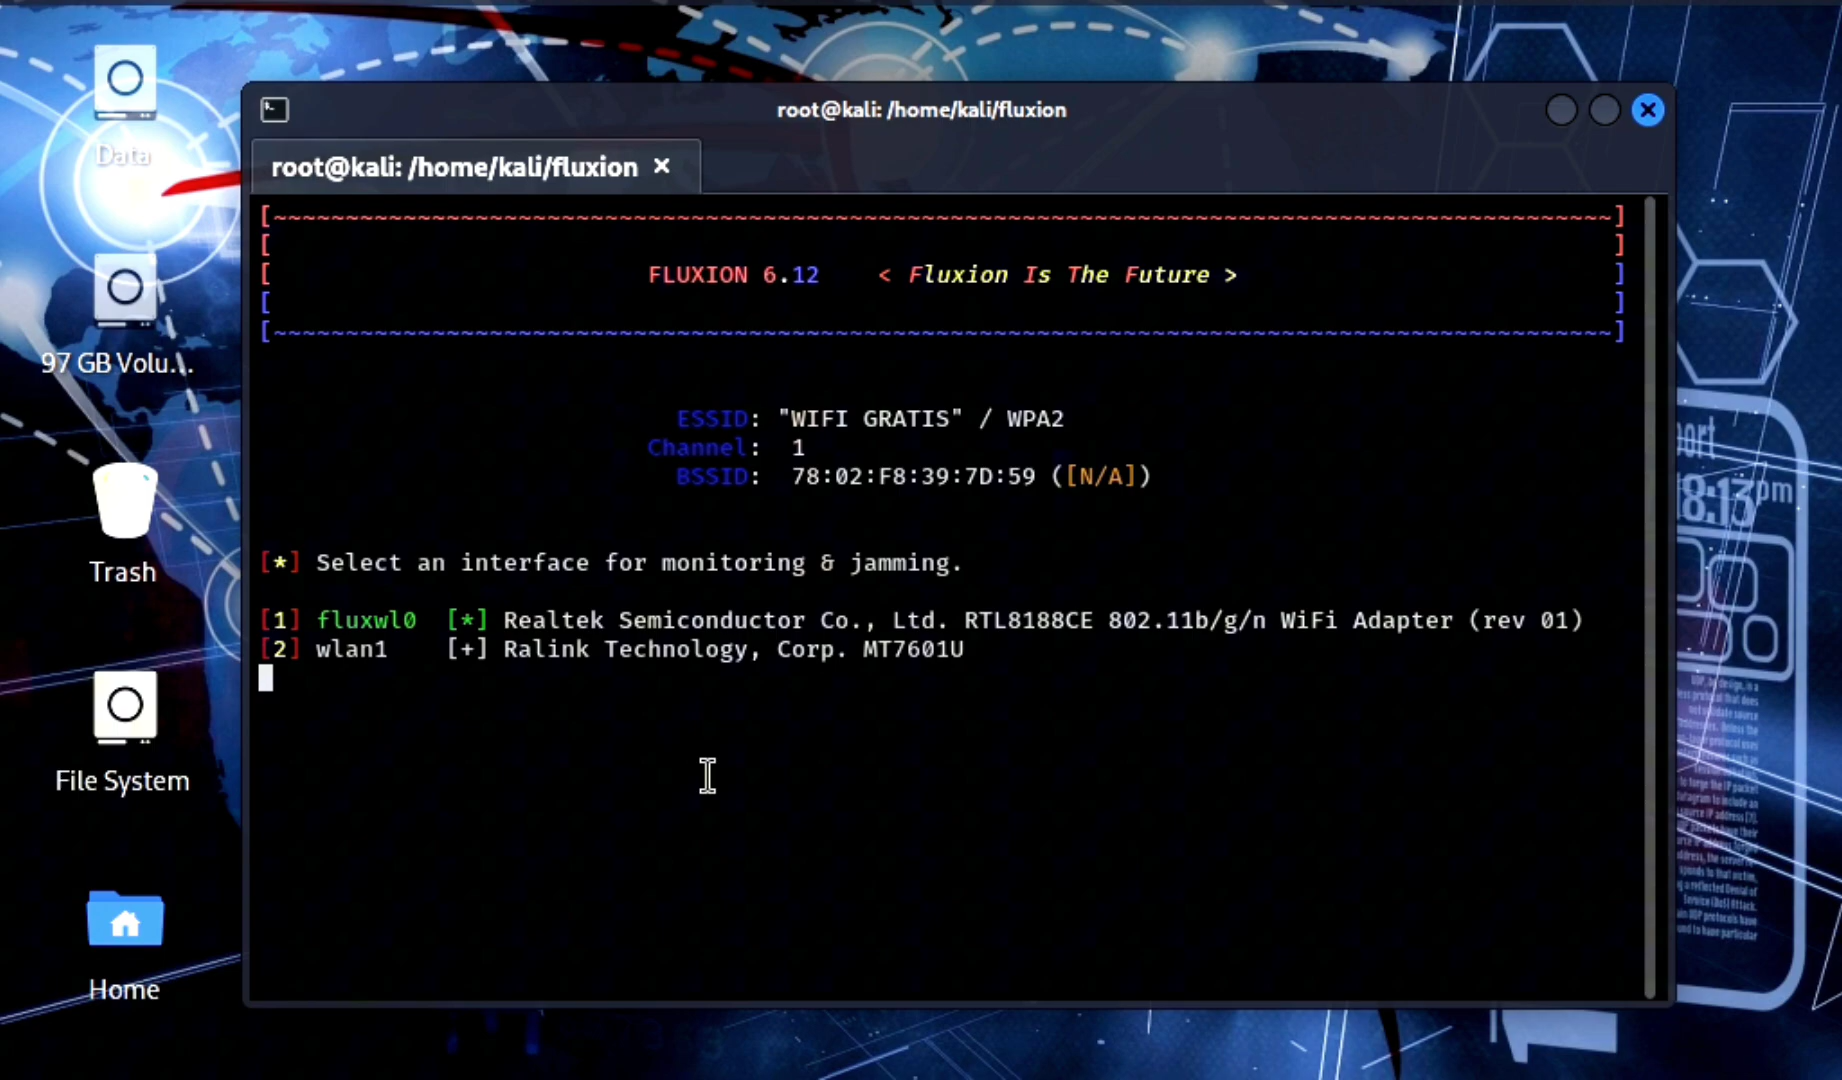 Data
97 GB Volu...
Trash
File System
Home
root@kali: /home/kali/fluxion
root@kali: /home/kali/fluxion ×
[~~~~~~~~~~~~~~~~~~~~~~~~~~~~~~~~~~~~~~~~~~~~~~~~~~~~~~~~~~~~~~~~~~~~~~~~~~~~~~~~~~~~~~~~~~~~~]
[ ]
[ FLUXION 6.12 < Fluxion Is The Future > ]
[ ]
[~~~~~~~~~~~~~~~~~~~~~~~~~~~~~~~~~~~~~~~~~~~~~~~~~~~~~~~~~~~~~~~~~~~~~~~~~~~~~~~~~~~~~~~~~~~~~]
ESSID: "WIFI GRATIS" / WPA2
Channel: 1
BSSID: 78:02:F8:39:7D:59 ([N/A])
[*] Select an interface for monitoring & jamming.
[1] fluxwl0 [*] Realtek Semiconductor Co., Ltd. RTL8188CE 802.11b/g/n WiFi Adapter (rev 01)
[2] wlan1 [+] Ralink Technology, Corp. MT7601U
ort
8:13pm